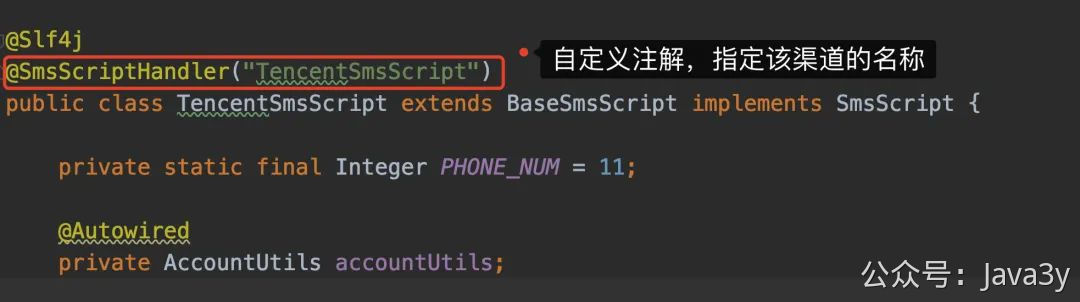 @Slf4j
@SmsScriptHandler("TencentSmsScript")
自定义注解，指定该渠道的名称
public class TencentSmsScript extends BaseSmsScript implements SmsScript {
private static final Integer PHONE_NUM = 11;
@Autowired
private AccountUtils accountUtils;
公众号：Java3y